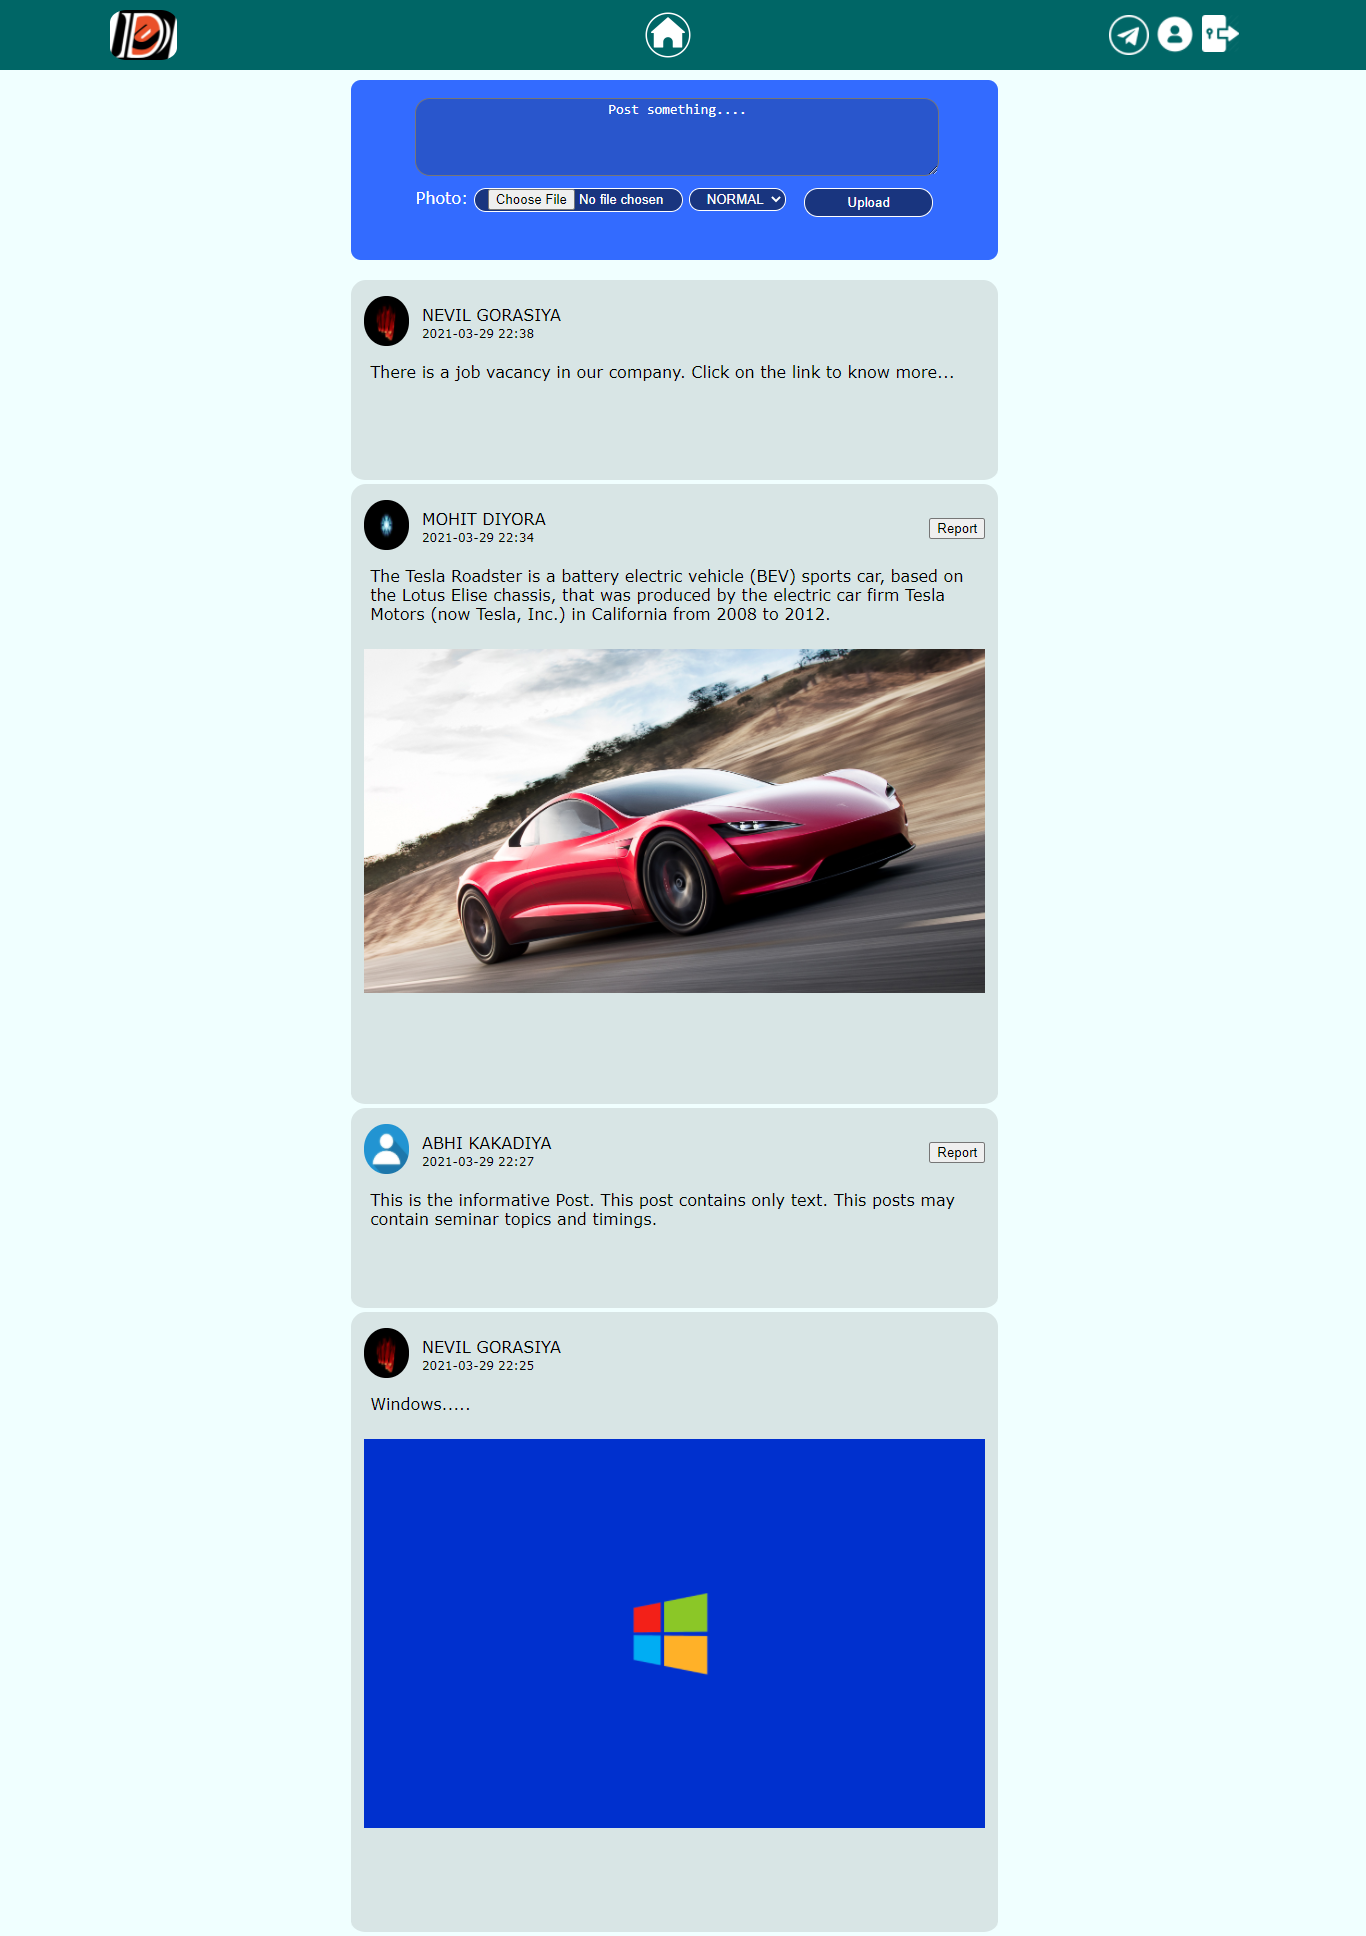 Post something....
Photo: Choose File No file chosen NORMAL Upload
NEVIL GORASIYA
2021-03-29 22:38
There is a job vacancy in our company. Click on the link to know more...
MOHIT DIYORA
2021-03-29 22:34
Report
The Tesla Roadster is a battery electric vehicle (BEV) sports car, based on
the Lotus Elise chassis, that was produced by the electric car firm Tesla
Motors (now Tesla, Inc.) in California from 2008 to 2012.
ABHI KAKADIYA
2021-03-29 22:27
Report
This is the informative Post. This post contains only text. This posts may
contain seminar topics and timings.
NEVIL GORASIYA
2021-03-29 22:25
Windows.....